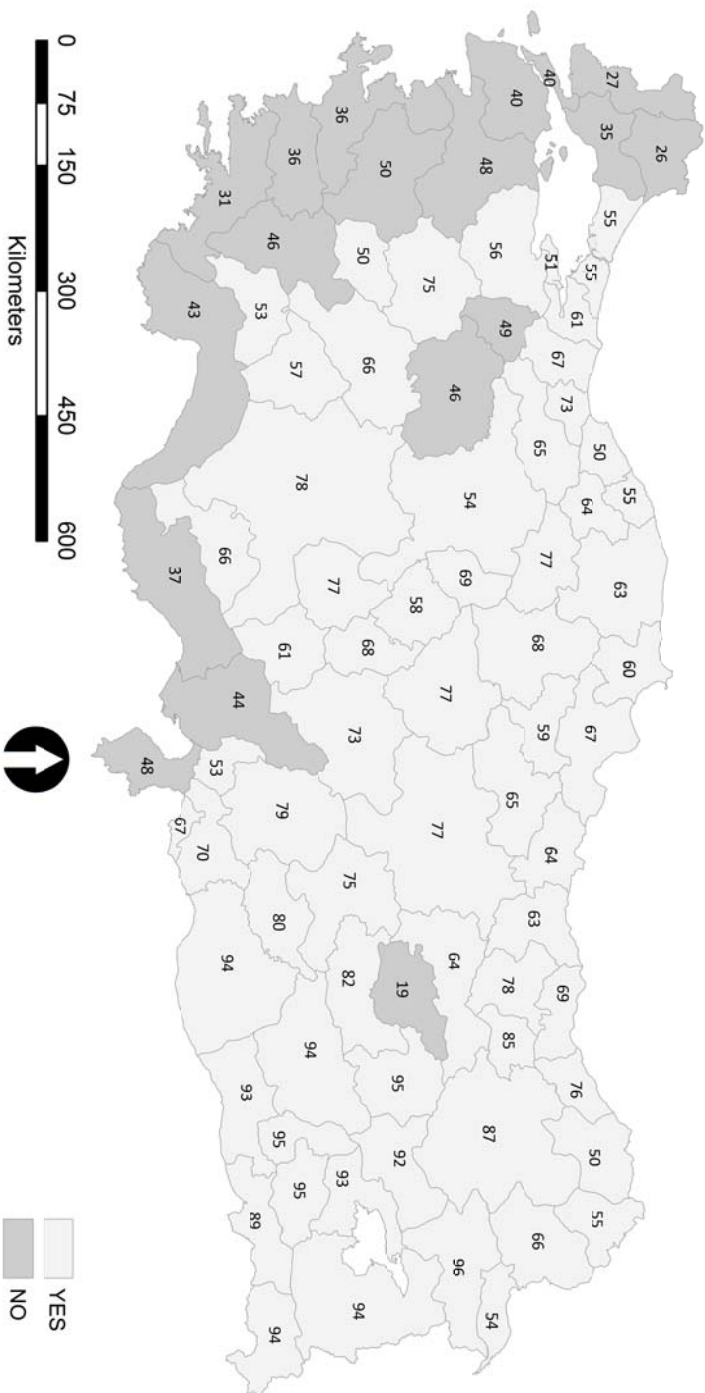 26
55 63 60
27 35 55 50 67 50 55
61 73 64 69 76
40 51 67 65 77 68 59 64 63 66
40 56 49 65 78 85
48 54 69 87 54
75 46 77 77 64 96
50 58 19 95 92
36 50 66 77 68 73 75 82 93 94
36 46 57 78 94 95
53 61 79 80 94
31 43 66 44 53 70 94 93 89
37 48 67
0 75 150 300 450 600
Kilometers
YES
NO